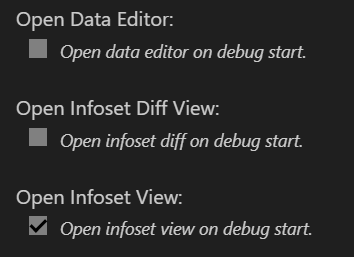 Open Data Editor:
Open data editor on debug start.
Open Infoset Diff View:
Open infoset diff on debug start.
Open Infoset View:
Open infoset view on debug start.